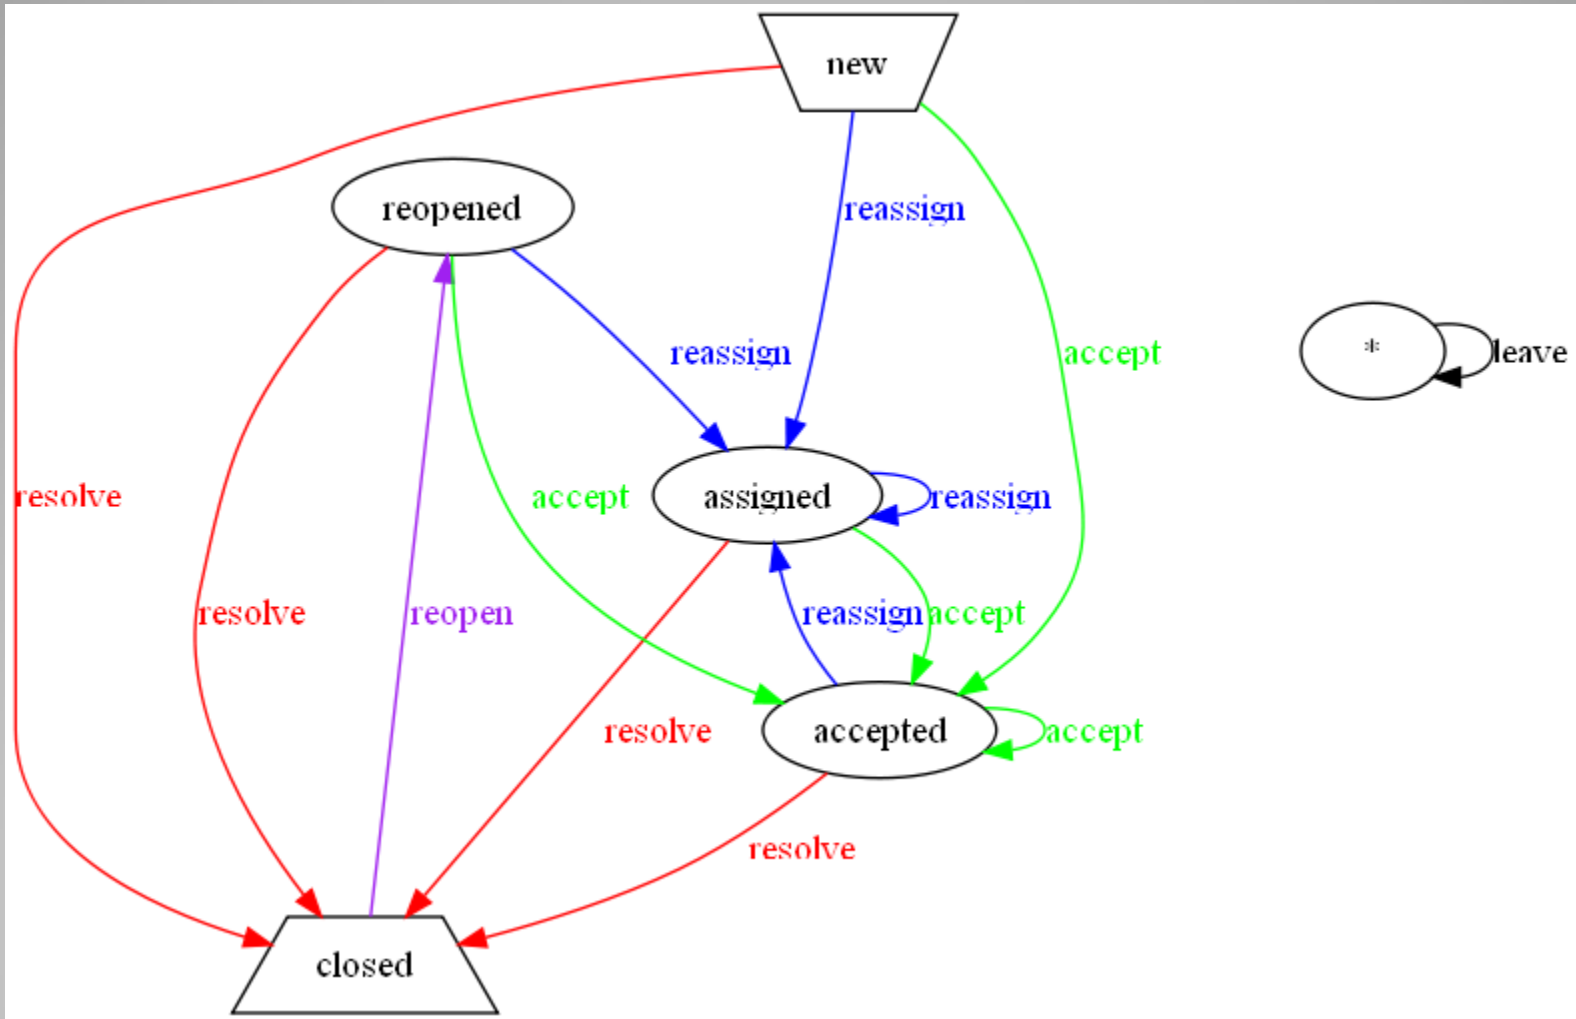 new
reopened
reassign
reassign
accept
*
leave
resolve
accept
assigned
reassign
resolve
reopen
reassign
accept
resolve
accepted
accept
resolve
closed